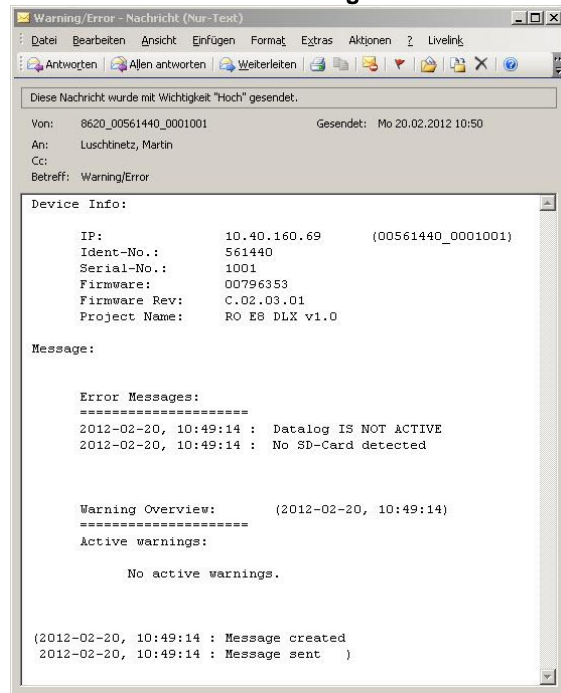 Warning/Error - Nachricht (Nur-Text)
Datei Bearbeiten Ansicht Einfügen Format Extras Aktionen ? Livelink
Antworten Allen antworten Weiterleiten
Diese Nachricht wurde mit Wichtigkeit "Hoch" gesendet.
Von: 8620_00561440_0001001 Gesendet: Mo 20.02.2012 10:50
An: Luschtinetz, Martin
Cc:
Betreff: Warning/Error
Device Info:
IP: 10.40.160.69 (00561440_0001001)
Ident-No.: 561440
Serial-No.: 1001
Firmware: 00796353
Firmware Rev: C.02.03.01
Project Name: RO E8 DLX v1.0
Message:
Error Messages:
=====================
2012-02-20, 10:49:14 : Datalog IS NOT ACTIVE
2012-02-20, 10:49:14 : No SD-Card detected
Warning Overview: (2012-02-20, 10:49:14)
=====================
Active warnings:
No active warnings.
(2012-02-20, 10:49:14 : Message created
2012-02-20, 10:49:14 : Message sent )